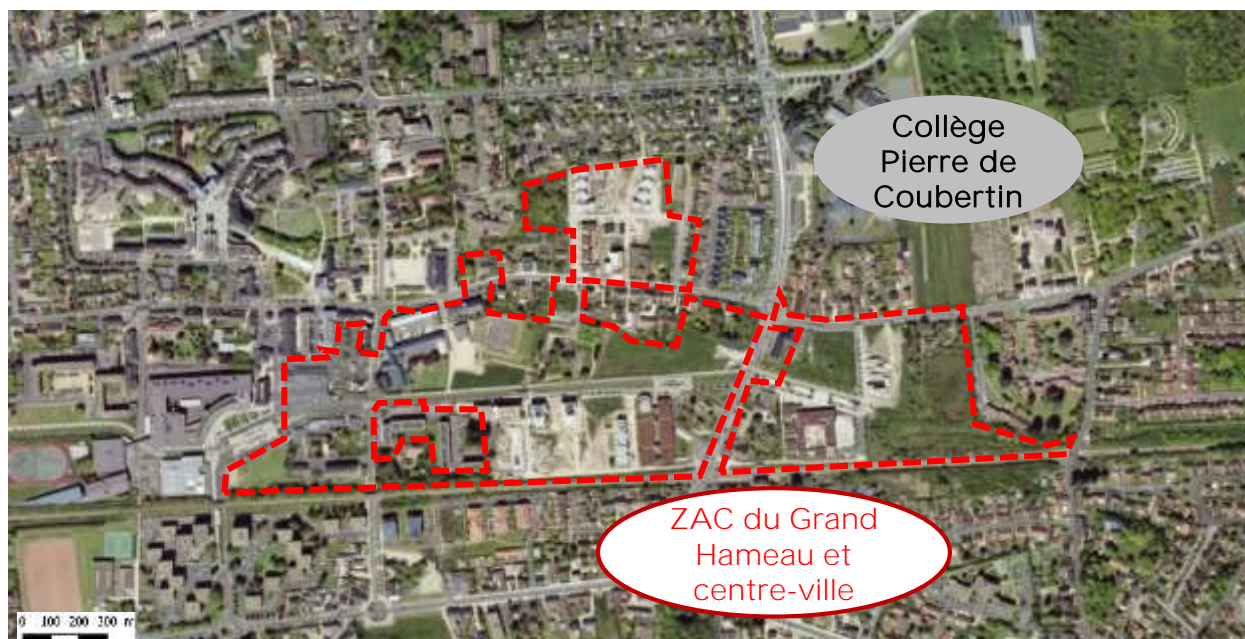 Collège
Pierre de
Coubertin
ZAC du Grand
Hameau et
centre-ville
0 100 200 300 m